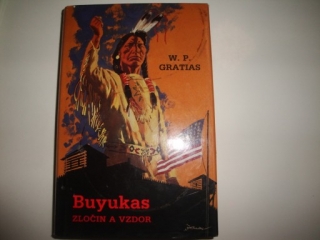 W. P.
GRATIAS
Buyukas
ZLOČIN A VZDOR